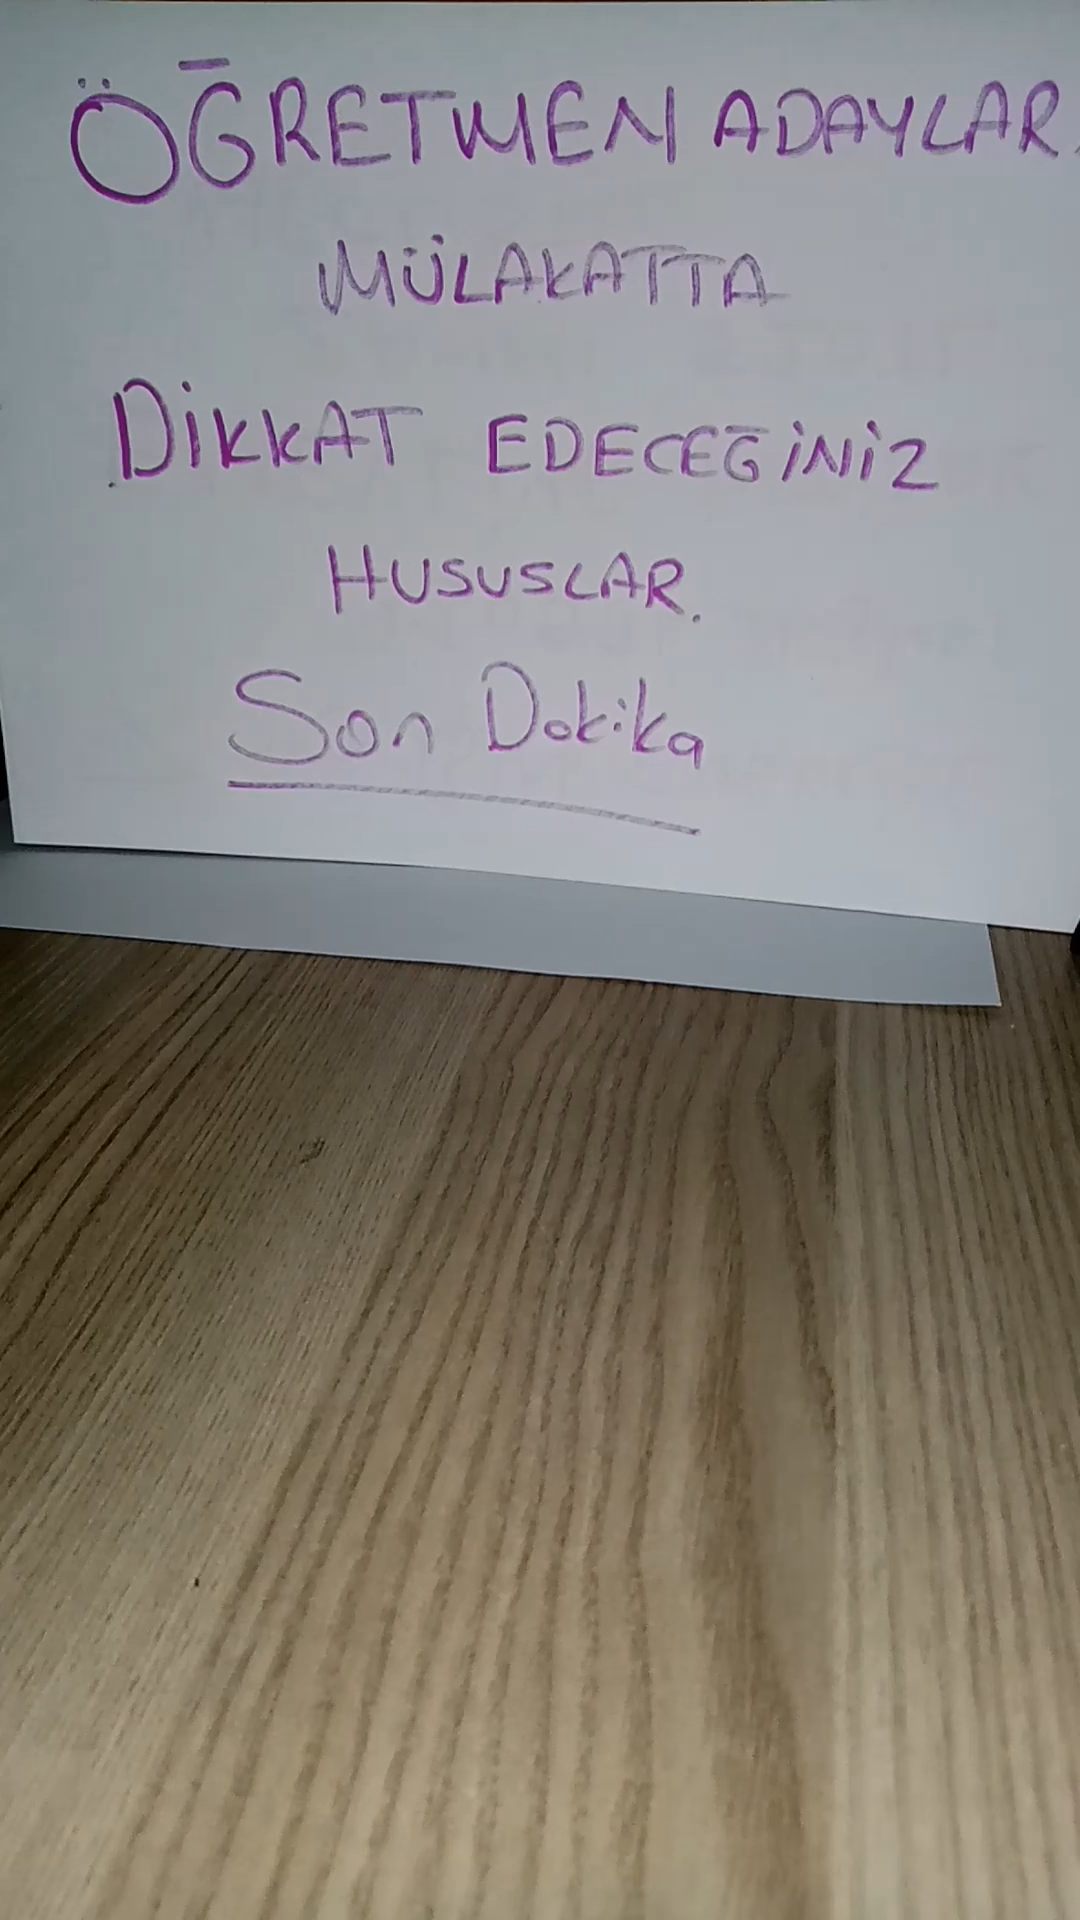 ÖĞRETMEN ADAYLAR
MÜLAKATTA
DİKKAT EDECEĞİNİZ
HUSUSLAR.
Son Dakika